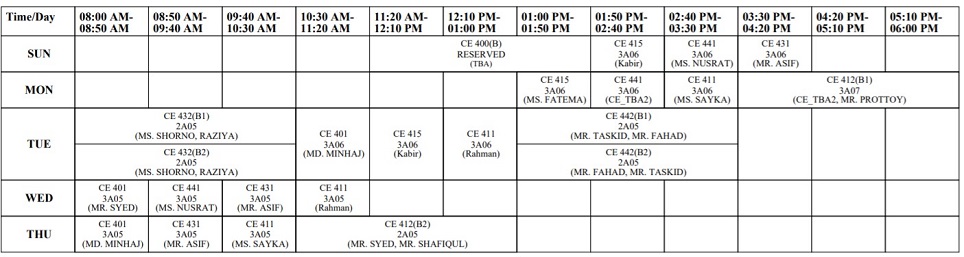 Time/Day 08:00 AM- 08:50 AM- 09:40 AM- 10:30 AM- 11:20 AM- 12:10 PM- 01:00 PM- 01:50 PM- 02:40 PM- 03:30 PM- 04:20 PM- 05:10 PM-
08:50 AM 09:40 AM 10:30 AM 11:20 AM 12:10 PM 01:00 PM 01:50 PM 02:40 PM 03:30 PM 04:20 PM 05:10 PM 06:00 PM
SUN
CE 400(B)
RESERVED
(TBA)
CE 415
3A06
(Kabir)
CE 441
3A06
(MS. NUSRAT)
CE 431
3A06
(MR. ASIF)
MON
CE 415
3A06
(MS. FATEMA)
CE 441
3A06
(CE_TBA2)
CE 411
3A06
(MS. SAYKA)
CE 412(B1)
3A07
(CE_TBA2, MR. PROTTOY)
TUE
CE 432(B1)
2A05
(MS. SHORNO, RAZIYA)
CE 432(B2)
2A05
(MS. SHORNO, RAZIYA)
CE 401
3A06
(MD. MINHAJ)
CE 415
3A06
(Kabir)
CE 411
3A06
(Rahman)
CE 442(B1)
2A05
(MR. TASKID, MR. FAHAD)
CE 442(B2)
2A05
(MR. FAHAD, MR. TASKID)
WED
CE 401
3A05
(MR. SYED)
CE 441
3A05
(MS. NUSRAT)
CE 431
3A05
(MR. ASIF)
CE 411
3A05
(Rahman)
THU
CE 401
3A05
(MD. MINHAJ)
CE 431
3A05
(MR. ASIF)
CE 411
3A05
(MS. SAYKA)
CE 412(B2)
2A05
(MR. SYED, MR. SHAFIQUL)